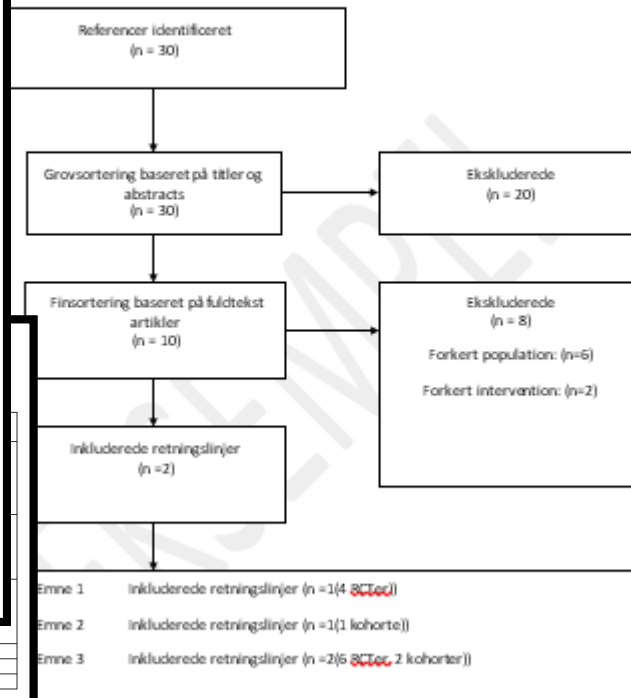 Referencer identificeret
(n = 30)
Grovsortering baseret på titler og
abstracts
(n = 30)
Ekskluderede
(n = 20)
Finsortering baseret på fuldtekst
artikler
(n = 10)
Ekskluderede
(n = 8)
Forkert population: (n=6)
Forkert intervention: (n=2)
Inkluderede retningslinjer
(n =2)
Emne 1 Inkluderede retningslinjer (n =1(4 RCTer))
Emne 2 Inkluderede retningslinjer (n =1(1 kohorte))
Emne 3 Inkluderede retningslinjer (n =2(6 RCTer, 2 kohorter))
EKSEMPEL